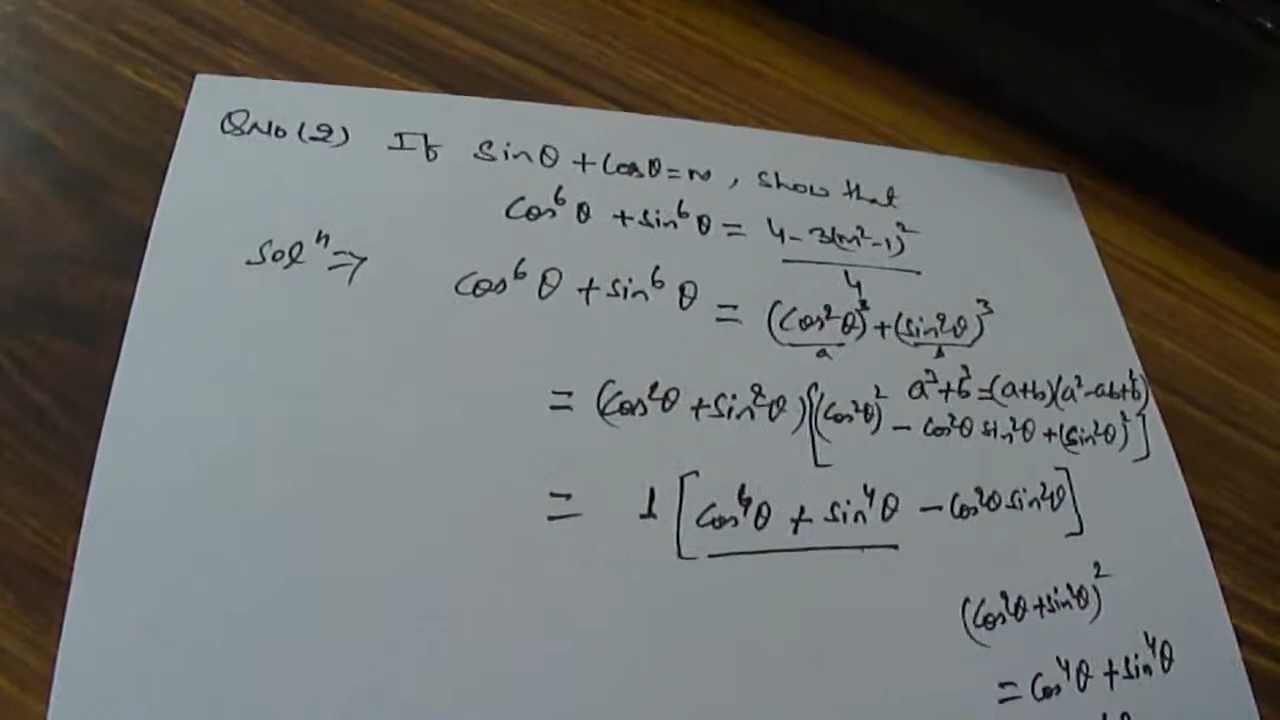 QNo(2) If sinθ + cosθ = m, show that
cos⁶θ + sin⁶θ = 4 - 3(m² - 1)²
4
Solⁿ ⇒ cos⁶θ + sin⁶θ = (cos²θ)³ + (sin²θ)³
a b
a³ + b³ = (a+b)(a² - ab + b²)
= (cos²θ + sin²θ) [(cos²θ)² - cos²θ sin²θ + (sin²θ)²]
= 1 [cos⁴θ + sin⁴θ - cos²θ sin²θ]
(cos²θ + sin²θ)²
= cos⁴θ + sin⁴θ